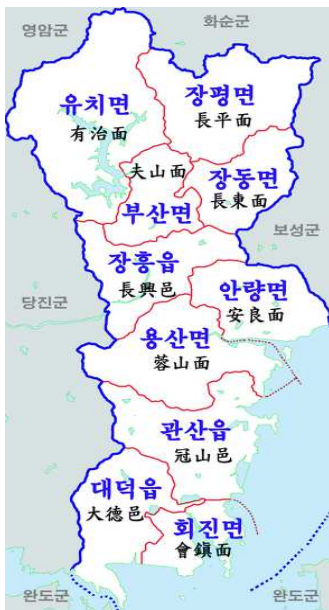 영암군
화순군
유치면
有治面
장평면
長平面
夫山面
부산면
장동면
長東面
보성군
장흥읍
長興邑
안량면
安良面
당진군
용산면
蓉山面
관산읍
冠山邑
대덕읍
大德邑
회진면
會鎭面
완도군
완도군